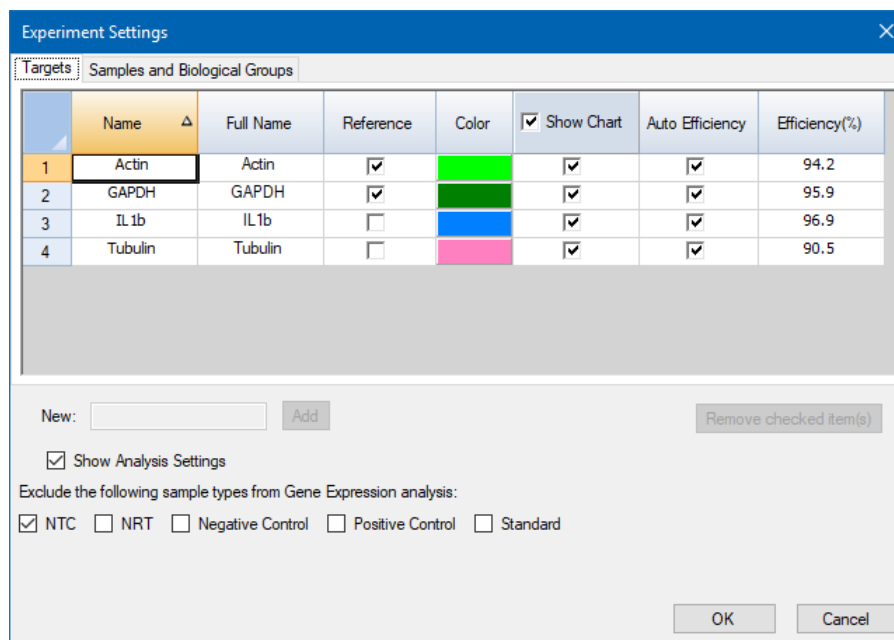 Experiment Settings
Targets Samples and Biological Groups
Name Full Name Reference Color Show Chart Auto Efficiency Efficiency(%)
1 Actin Actin 94.2
2 GAPDH GAPDH 95.9
3 IL1b IL1b 96.9
4 Tubulin Tubulin 90.5
New: Add Remove checked item(s)
Show Analysis Settings
Exclude the following sample types from Gene Expression analysis:
NTC NRT Negative Control Positive Control Standard
OK Cancel